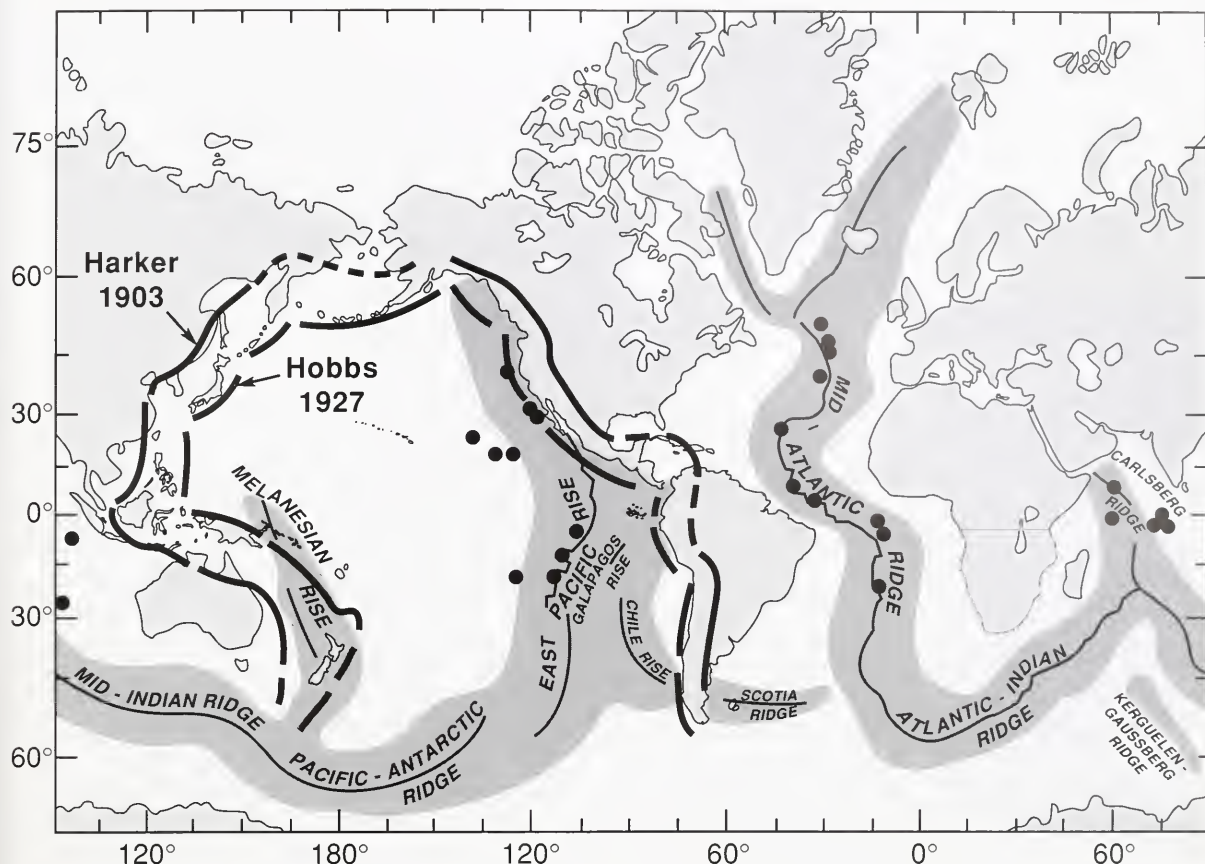 75°
60°
30°
0°
30°
60°
Harker
1903
Hobbs
1927
MELANESIAN
RISE
MID - INDIAN RIDGE
PACIFIC - ANTARCTIC
RIDGE
EAST
PACIFIC
RISE
GALAPAGOS
RISE
CHILE RISE
SCOTIA
RIDGE
MID
ATLANTIC
RIDGE
ATLANTIC - INDIAN
RIDGE
CARLSBERG
RIDGE
KERGUELEN-
GAUSSBERG
RIDGE
120°
180°
120°
60°
0°
60°